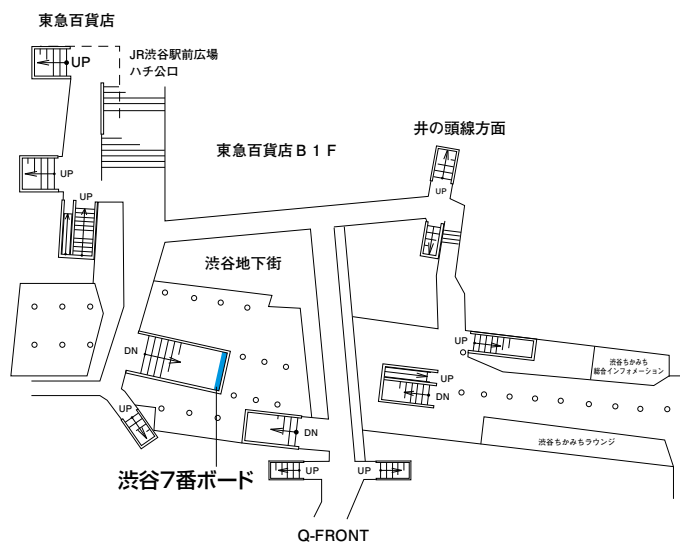 東急百貨店
UP
JR渋谷駅前広場
ハチ公口
井の頭線方面
東急百貨店B1F
UP
UP
UP
UP
渋谷地下街
UP
DN
渋谷ちかみち
総合インフォメーション
UP
DN
UP
DN
渋谷ちかみちラウンジ
渋谷7番ボード
UP
UP
Q-FRONT